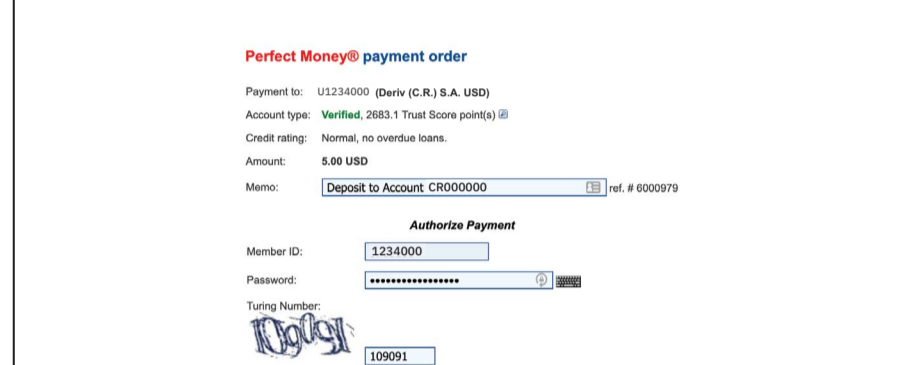 Perfect Money® payment order
Payment to: U1234000 (Deriv (C.R.) S.A. USD)
Account type: Verified, 2683.1 Trust Score point(s)
Credit rating: Normal, no overdue loans.
Amount: 5.00 USD
Memo: Deposit to Account CR000000 ref. # 6000979
Authorize Payment
Member ID: 1234000
Password: •••••••••••••••••
Turing Number:
109091